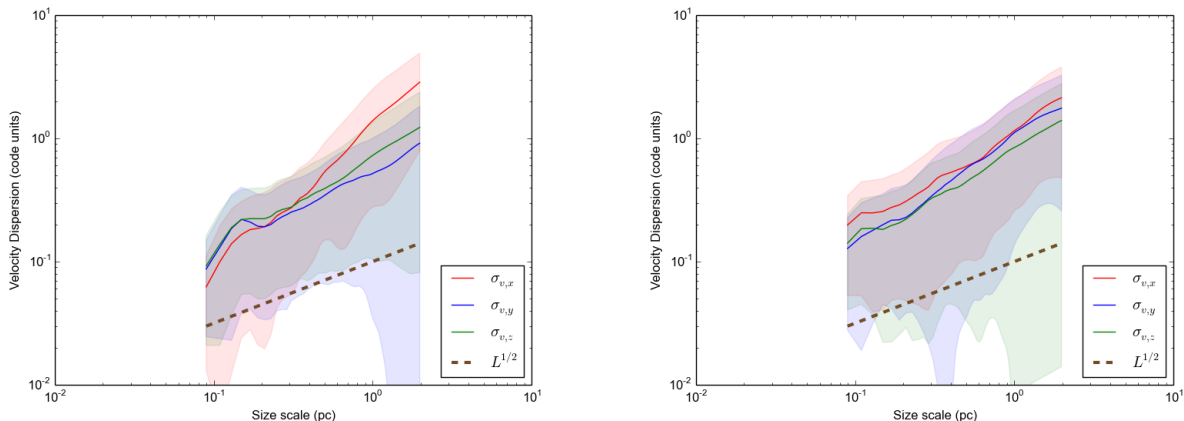 10^1
10^0
10^-1
10^-2
Velocity Dispersion (code units)
σ_{v,x}
σ_{v,y}
σ_{v,z}
L^{1/2}
10^-2
10^-1
10^0
10^1
Size scale (pc)
10^1
10^0
10^-1
10^-2
Velocity Dispersion (code units)
σ_{v,x}
σ_{v,y}
σ_{v,z}
L^{1/2}
10^-2
10^-1
10^0
10^1
Size scale (pc)